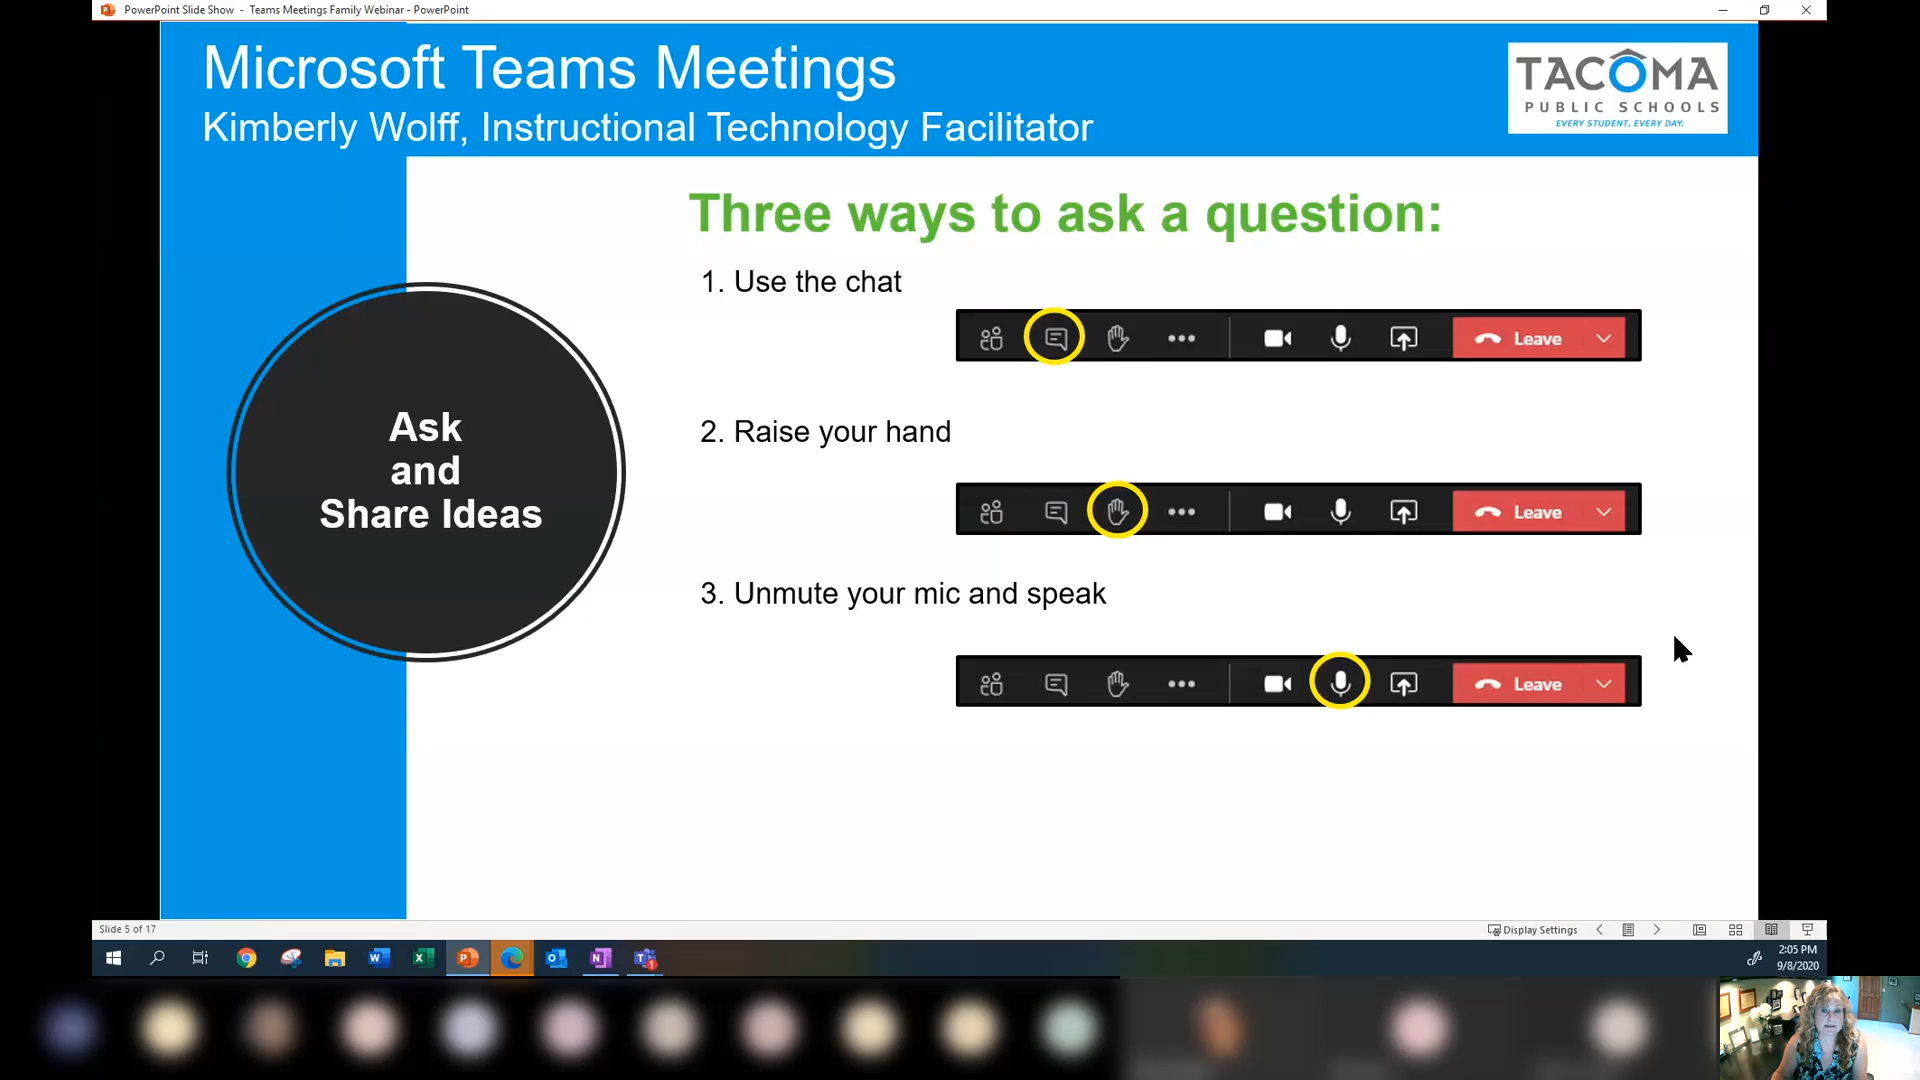 PowerPoint Slide Show - Teams Meetings Family Webinar - PowerPoint
Microsoft Teams Meetings
Kimberly Wolff, Instructional Technology Facilitator
TACOMA
PUBLIC SCHOOLS
EVERY STUDENT. EVERY DAY.
Three ways to ask a question:
1. Use the chat
Leave
Ask
and
Share Ideas
2. Raise your hand
Leave
3. Unmute your mic and speak
Leave
Slide 5 of 17
Display Settings
2:05 PM
9/8/2020